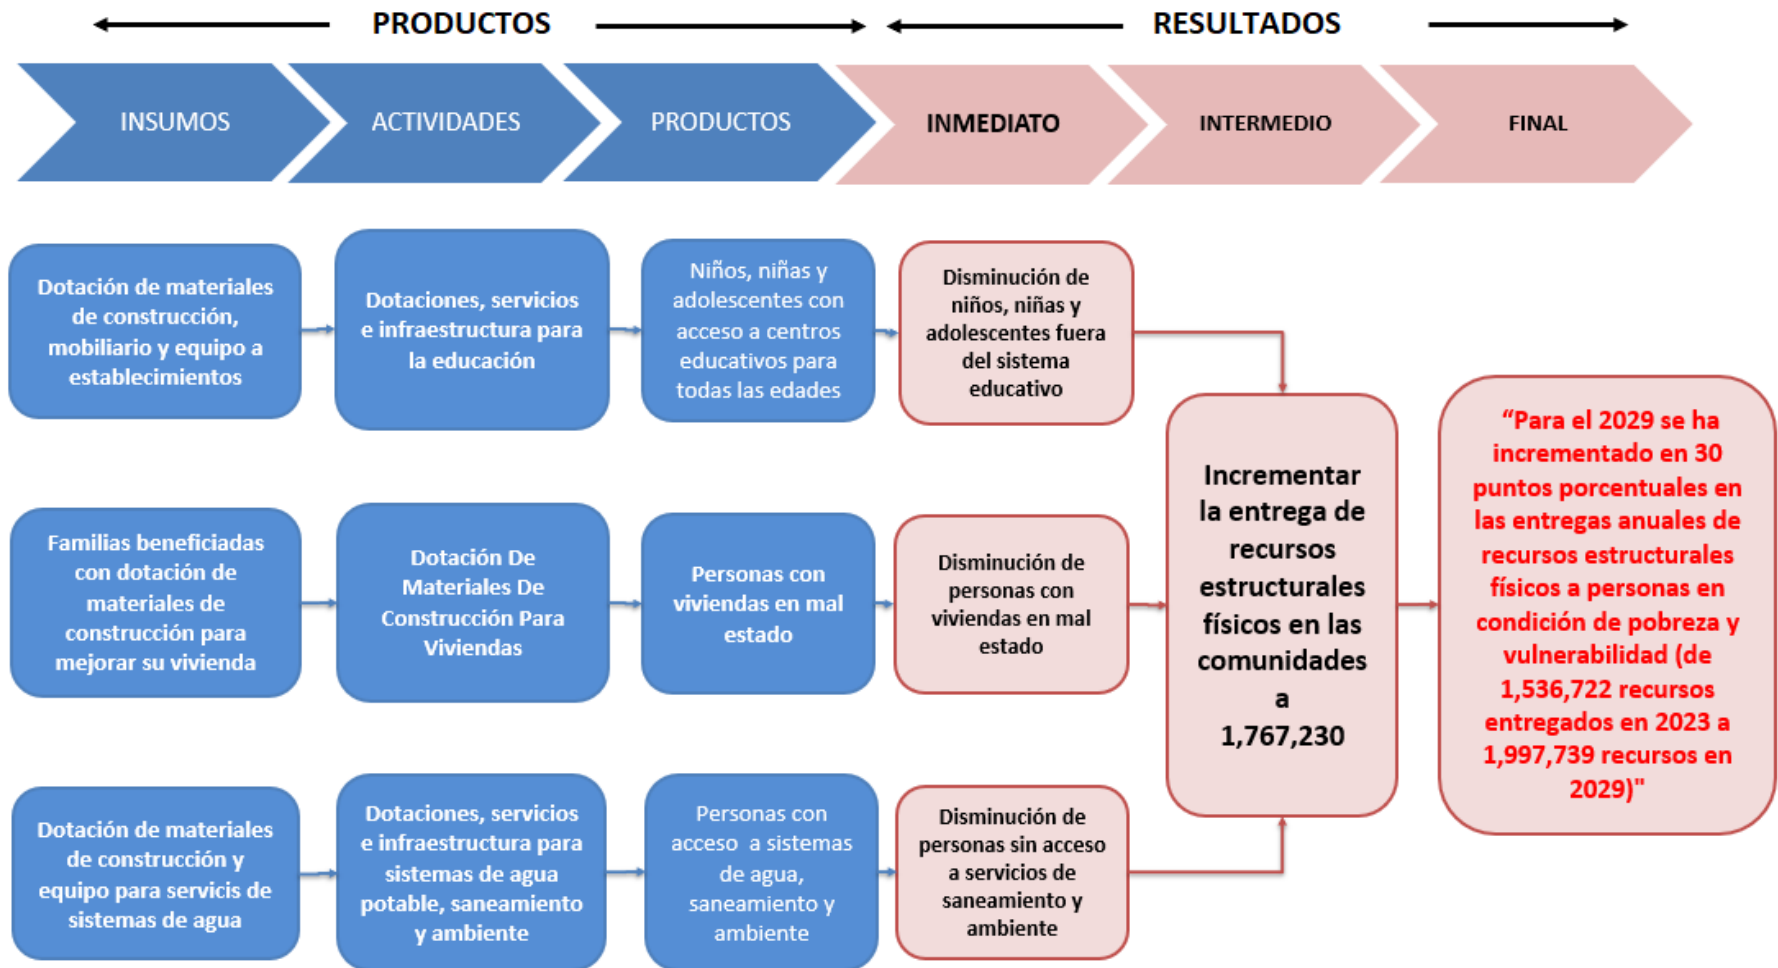 PRODUCTOS
RESULTADOS
INSUMOS
ACTIVIDADES
PRODUCTOS
INMEDIATO
INTERMEDIO
FINAL
Dotación de materiales
de construcción,
mobiliario y equipo a
establecimientos
Dotaciones, servicios
e infraestructura para
la educación
Niños, niñas y
adolescentes con
acceso a centros
educativos para
todas las edades
Disminución de
niños, niñas y
adolescentes fuera
del sistema
educativo
Familias beneficiadas
con dotación de
materiales de
construcción para
mejorar su vivienda
Dotación De
Materiales De
Construcción Para
Viviendas
Personas con
viviendas en mal
estado
Disminución de
personas con
viviendas en mal
estado
Dotación de materiales
de construcción y
equipo para servicis de
sistemas de agua
Dotaciones, servicios
e infraestructura para
sistemas de agua
potable, saneamiento
y ambiente
Personas con
acceso a sistemas
de agua,
saneamiento y
ambiente
Disminución de
personas sin acceso
a servicios de
saneamiento y
ambiente
Incrementar
la entrega de
recursos
estructurales
físicos en las
comunidades
a
1,767,230
“Para el 2029 se ha
incrementado en 30
puntos porcentuales en
las entregas anuales de
recursos estructurales
físicos a personas en
condición de pobreza y
vulnerabilidad (de
1,536,722 recursos
entregados en 2023 a
1,997,739 recursos en
2029)"